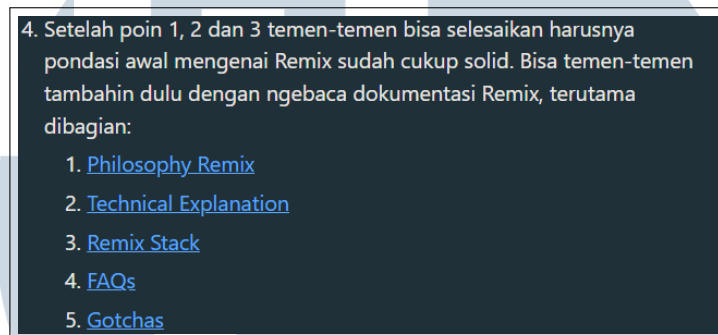 4. Setelah poin 1, 2 dan 3 temen-temen bisa selesaikan harusnya
pondasi awal mengenai Remix sudah cukup solid. Bisa temen-temen
tambahin dulu dengan ngebaca dokumentasi Remix, terutama
dibagian:
1. Philosophy Remix
2. Technical Explanation
3. Remix Stack
4. FAQs
5. Gotchas